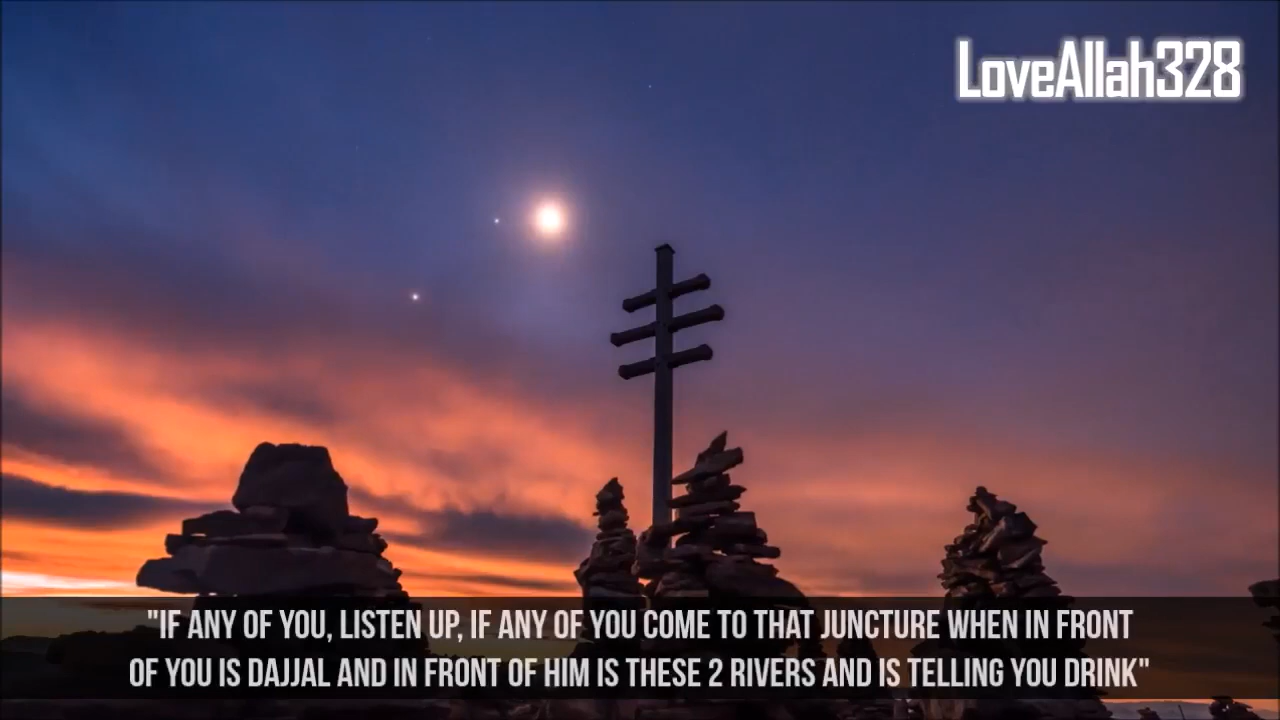 LoveAllah328
"IF ANY OF YOU, LISTEN UP, IF ANY OF YOU COME TO THAT JUNCTURE WHEN IN FRONT
OF YOU IS DAJJAL AND IN FRONT OF HIM IS THESE 2 RIVERS AND IS TELLING YOU DRINK"